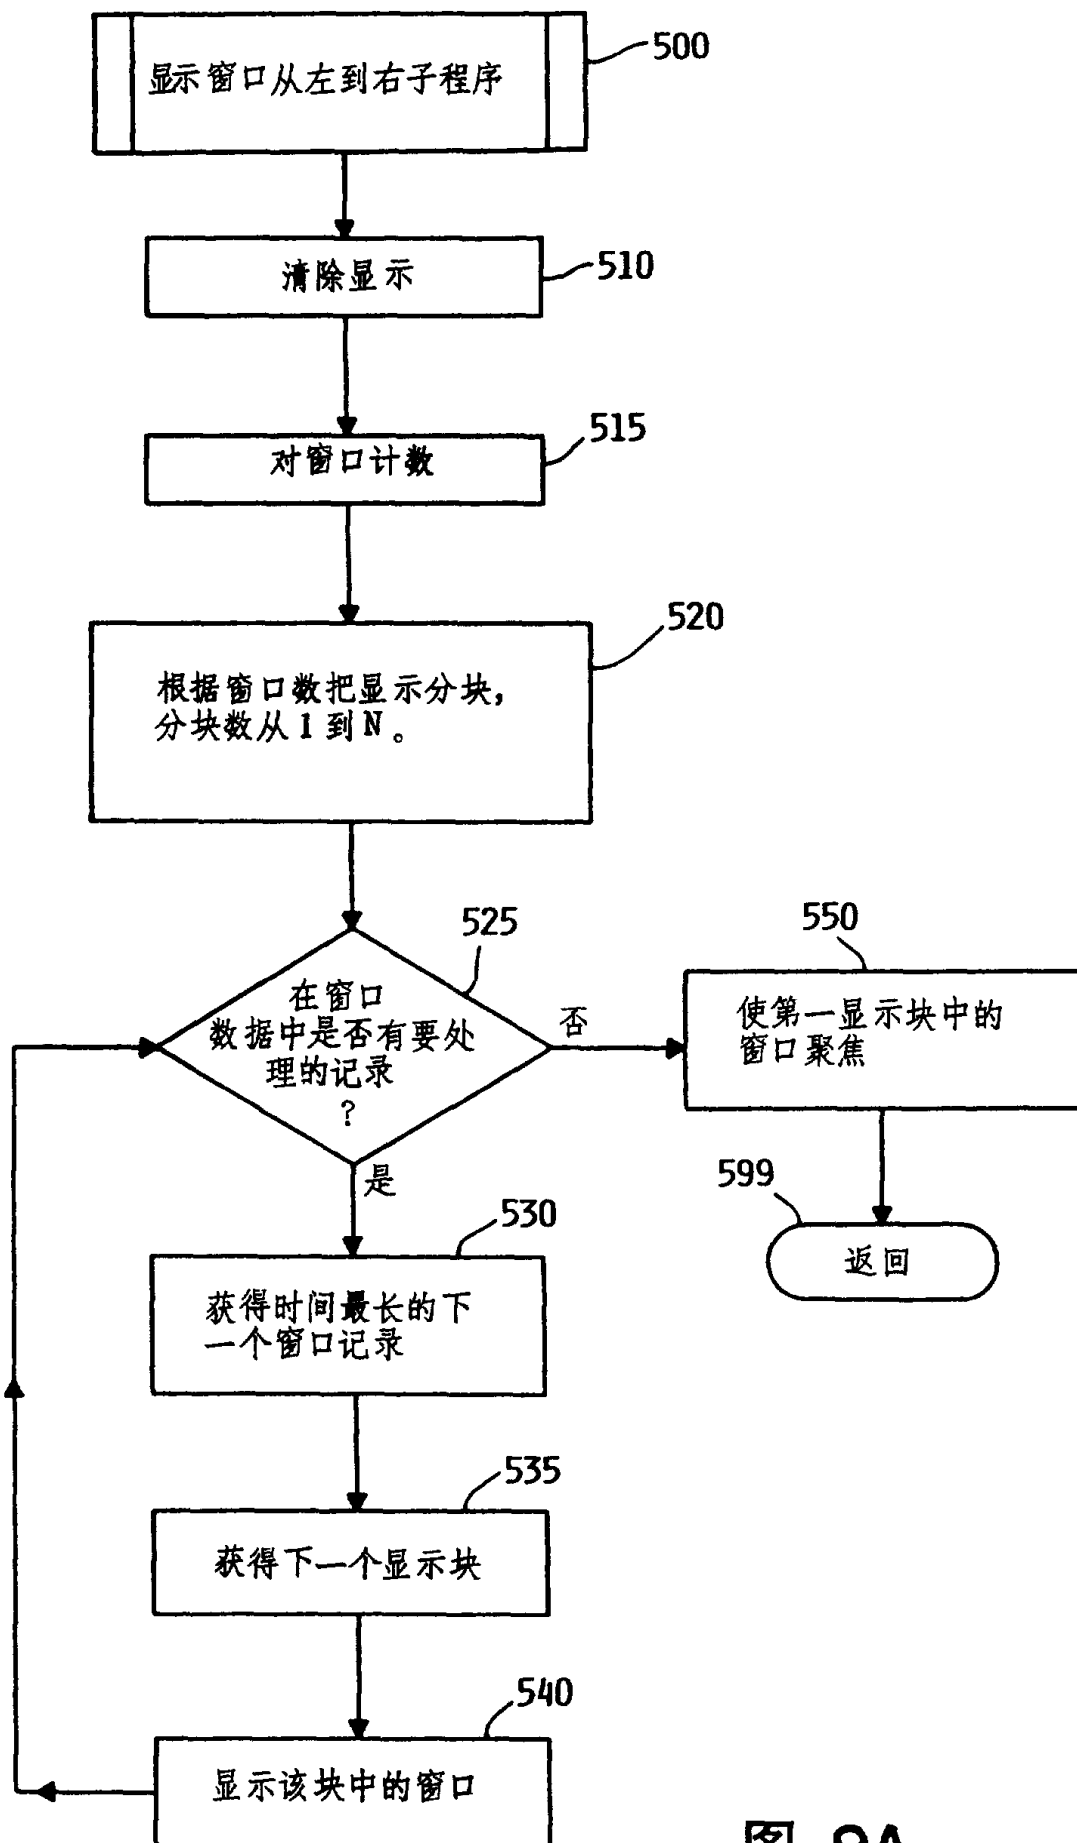 显示窗口从左到右子程序
500
清除显示
510
对窗口计数
515
根据窗口数把显示分块,
分块数从1到N。
520
525
在窗口
数据中是否有要处
理的记录
?
否
550
使第一显示块中的
窗口聚焦
是
599
返回
530
获得时间最长的下
一个窗口记录
535
获得下一个显示块
540
显示该块中的窗口